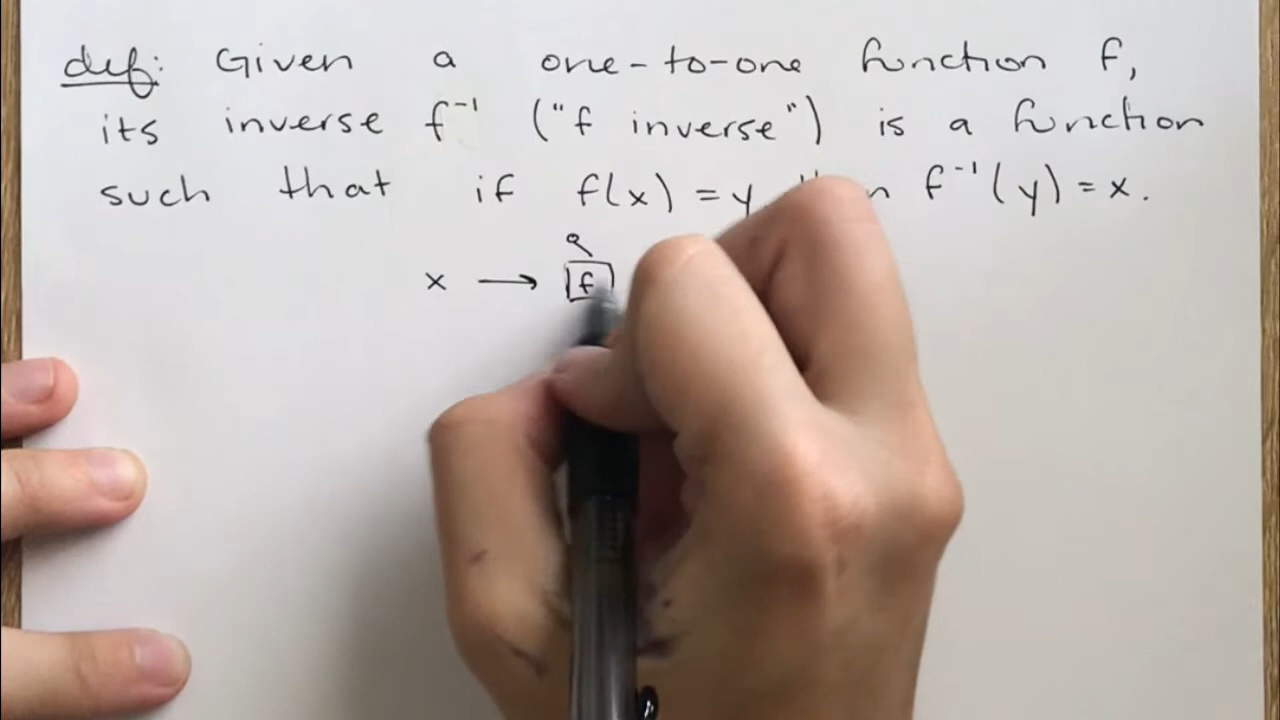 def: Given a one-to-one function f,
its inverse f⁻¹ ("f inverse") is a function
such that if f(x) = y f⁻¹(y) = x.
x → f